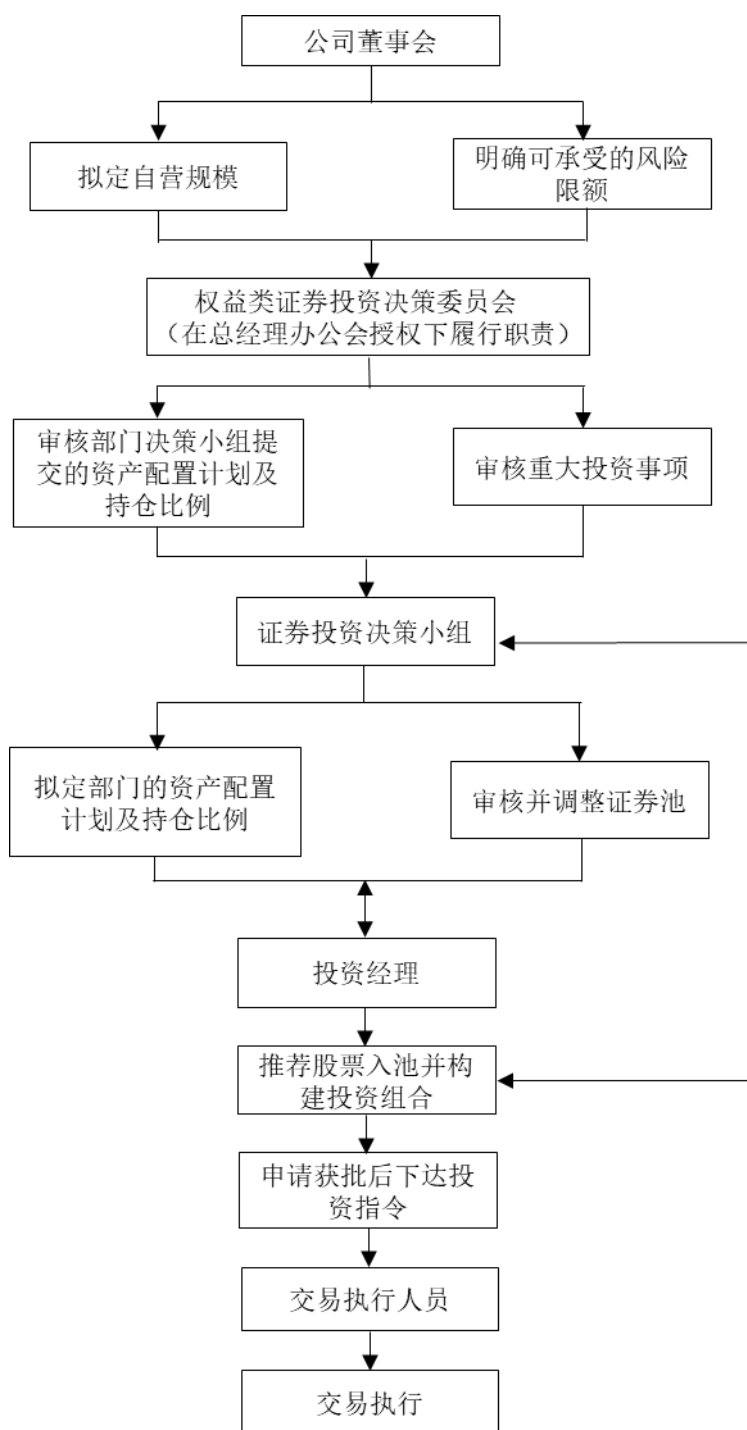 公司董事会
拟定自营规模
明确可承受的风险
限额
权益类证券投资决策委员会
（在总经理办公会授权下履行职责）
审核部门决策小组提
交的资产配置计划及
持仓比例
审核重大投资事项
证券投资决策小组
拟定部门的资产配置
计划及持仓比例
审核并调整证券池
投资经理
推荐股票入池并构
建投资组合
申请获批后下达投
资指令
交易执行人员
交易执行